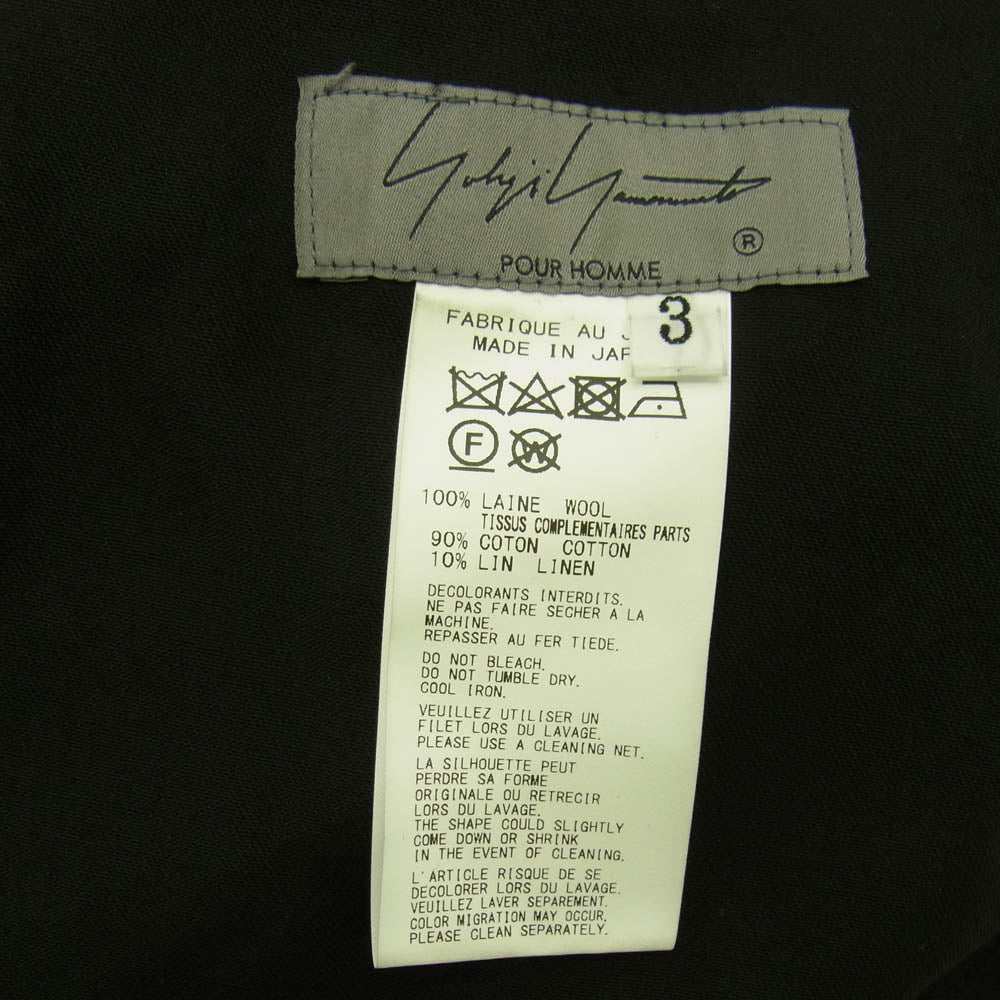 Yohji Yamamoto
®
POUR HOMME
3
FABRIQUE AU J
MADE IN JAP
F
W
100% LAINE WOOL
TISSUS COMPLEMENTAIRES PARTS
90% COTON COTTON
10% LIN LINEN
DECOLORANTS INTERDITS.
NE PAS FAIRE SECHER A LA
MACHINE.
REPASSER AU FER TIEDE.
DO NOT BLEACH.
DO NOT TUMBLE DRY.
COOL IRON.
VEUILLEZ UTILISER UN
FILET LORS DU LAVAGE.
PLEASE USE A CLEANING NET.
LA SILHOUETTE PEUT
PERDRE SA FORME
ORIGINALE OU RETRECIR
LORS DU LAVAGE.
THE SHAPE COULD SLIGHTLY
COME DOWN OR SHRINK
IN THE EVENT OF CLEANING.
L'ARTICLE RISQUE DE SE
DECOLORER LORS DU LAVAGE.
VEUILLEZ LAVER SEPAREMENT.
COLOR MIGRATION MAY OCCUR,
PLEASE CLEAN SEPARATELY.